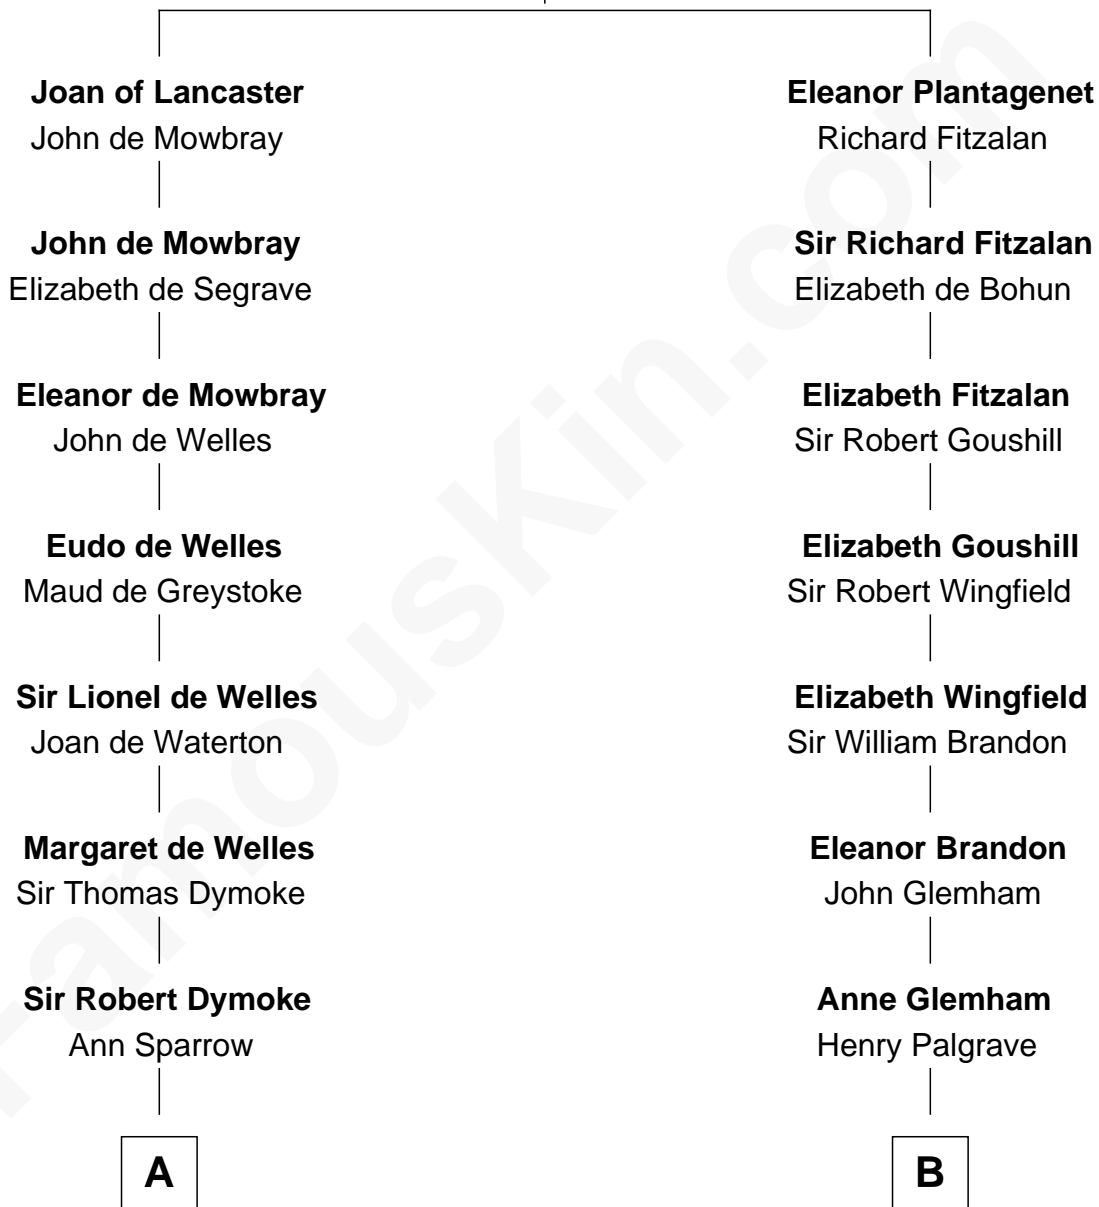 Joan of Lancaster
John de Mowbray
John de Mowbray
Elizabeth de Segrave
Eleanor de Mowbray
John de Welles
Eudo de Welles
Maud de Greystoke
Sir Lionel de Welles
Joan de Waterton
Margaret de Welles
Sir Thomas Dymoke
Sir Robert Dymoke
Ann Sparrow
A
Eleanor Plantagenet
Richard Fitzalan
Sir Richard Fitzalan
Elizabeth de Bohun
Elizabeth Fitzalan
Sir Robert Goushill
Elizabeth Goushill
Sir Robert Wingfield
Elizabeth Wingfield
Sir William Brandon
Eleanor Brandon
John Glemham
Anne Glemham
Henry Palgrave
B
FamousKin.com